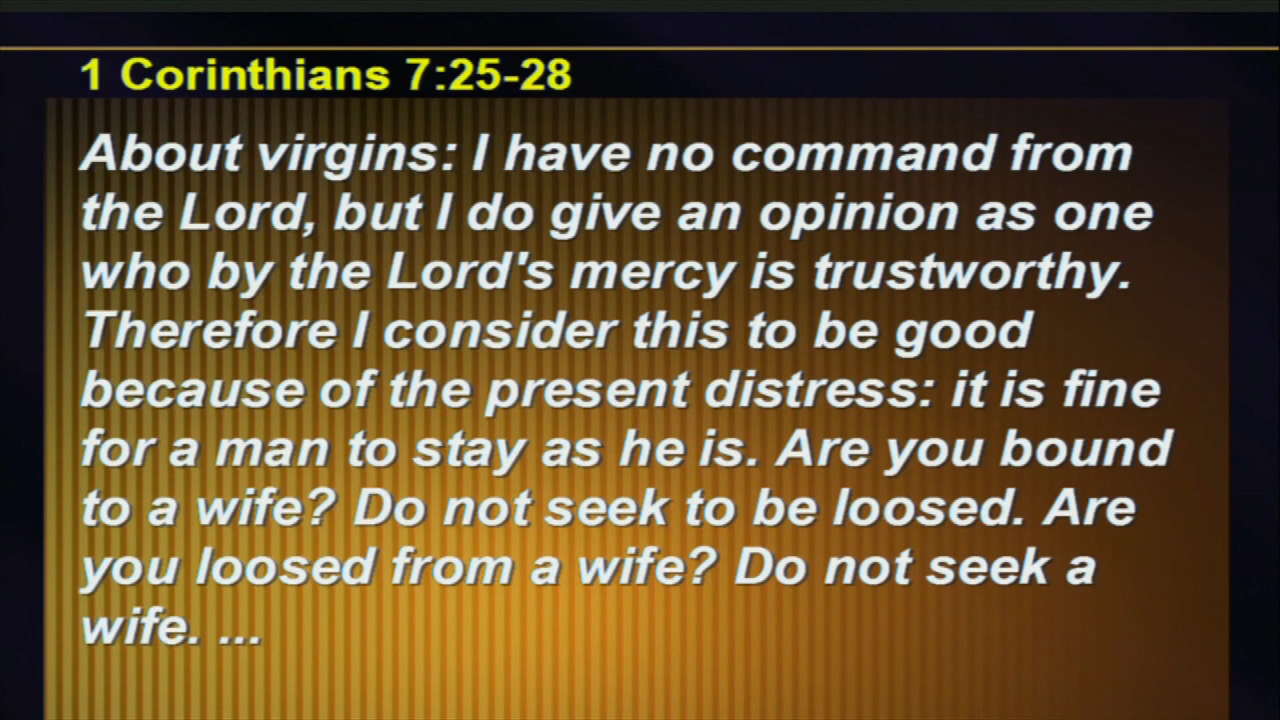 1 Corinthians 7:25-28
About virgins: I have no command from
the Lord, but I do give an opinion as one
who by the Lord's mercy is trustworthy.
Therefore I consider this to be good
because of the present distress: it is fine
for a man to stay as he is. Are you bound
to a wife? Do not seek to be loosed. Are
you loosed from a wife? Do not seek a
wife. ...